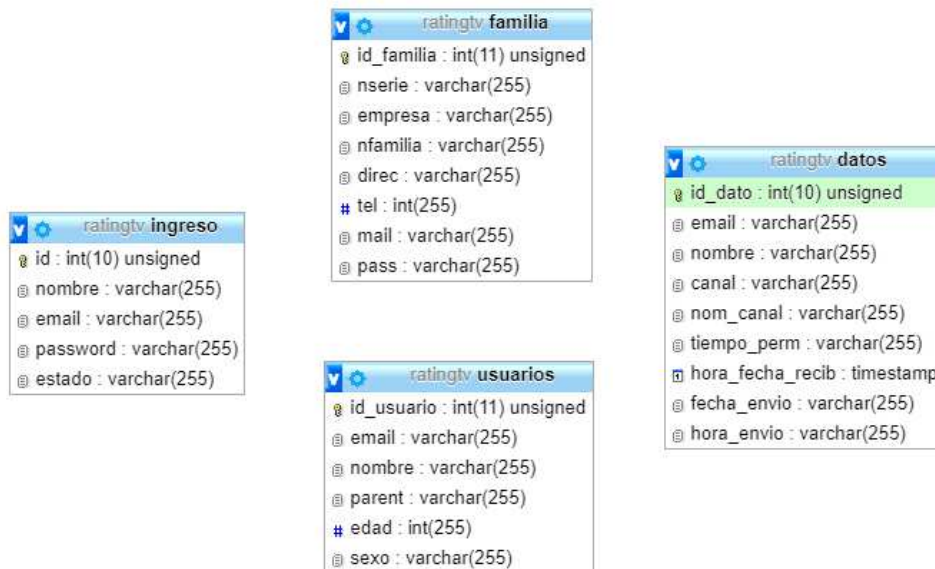 ratingtv familia
id_familia : int(11) unsigned
nserie : varchar(255)
empresa : varchar(255)
nfamilia : varchar(255)
direc : varchar(255)
# tel : int(255)
mail : varchar(255)
pass : varchar(255)
ratingtv datos
id_dato : int(10) unsigned
email : varchar(255)
nombre : varchar(255)
canal : varchar(255)
nom_canal : varchar(255)
tiempo_perm : varchar(255)
hora_fecha_recib : timestamp
fecha_envio : varchar(255)
hora_envio : varchar(255)
ratingtv ingreso
id : int(10) unsigned
nombre : varchar(255)
email : varchar(255)
password : varchar(255)
estado : varchar(255)
ratingtv usuarios
id_usuario : int(11) unsigned
email : varchar(255)
nombre : varchar(255)
parent : varchar(255)
# edad : int(255)
sexo : varchar(255)